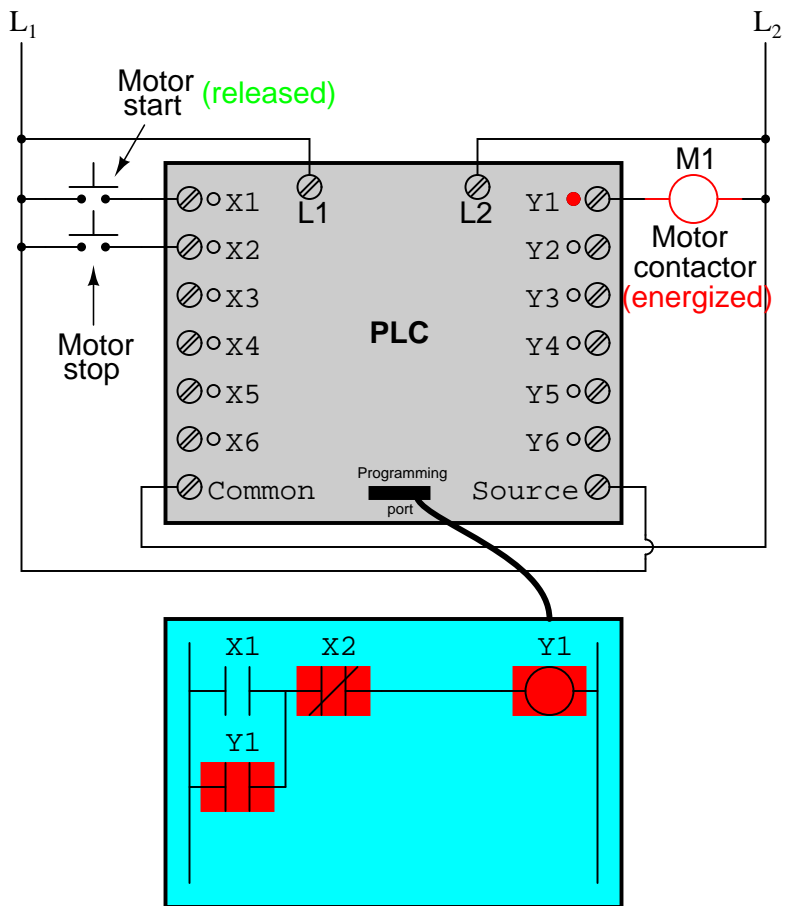 L1
L2
Motor
start
(released)
M1
X1
L1
L2
Y1
X2
Y2
Motor
contactor
(energized)
X3
Y3
PLC
Motor
stop
X4
Y4
X5
Y5
X6
Y6
Common
Programming
port
Source
X1
X2
Y1
Y1